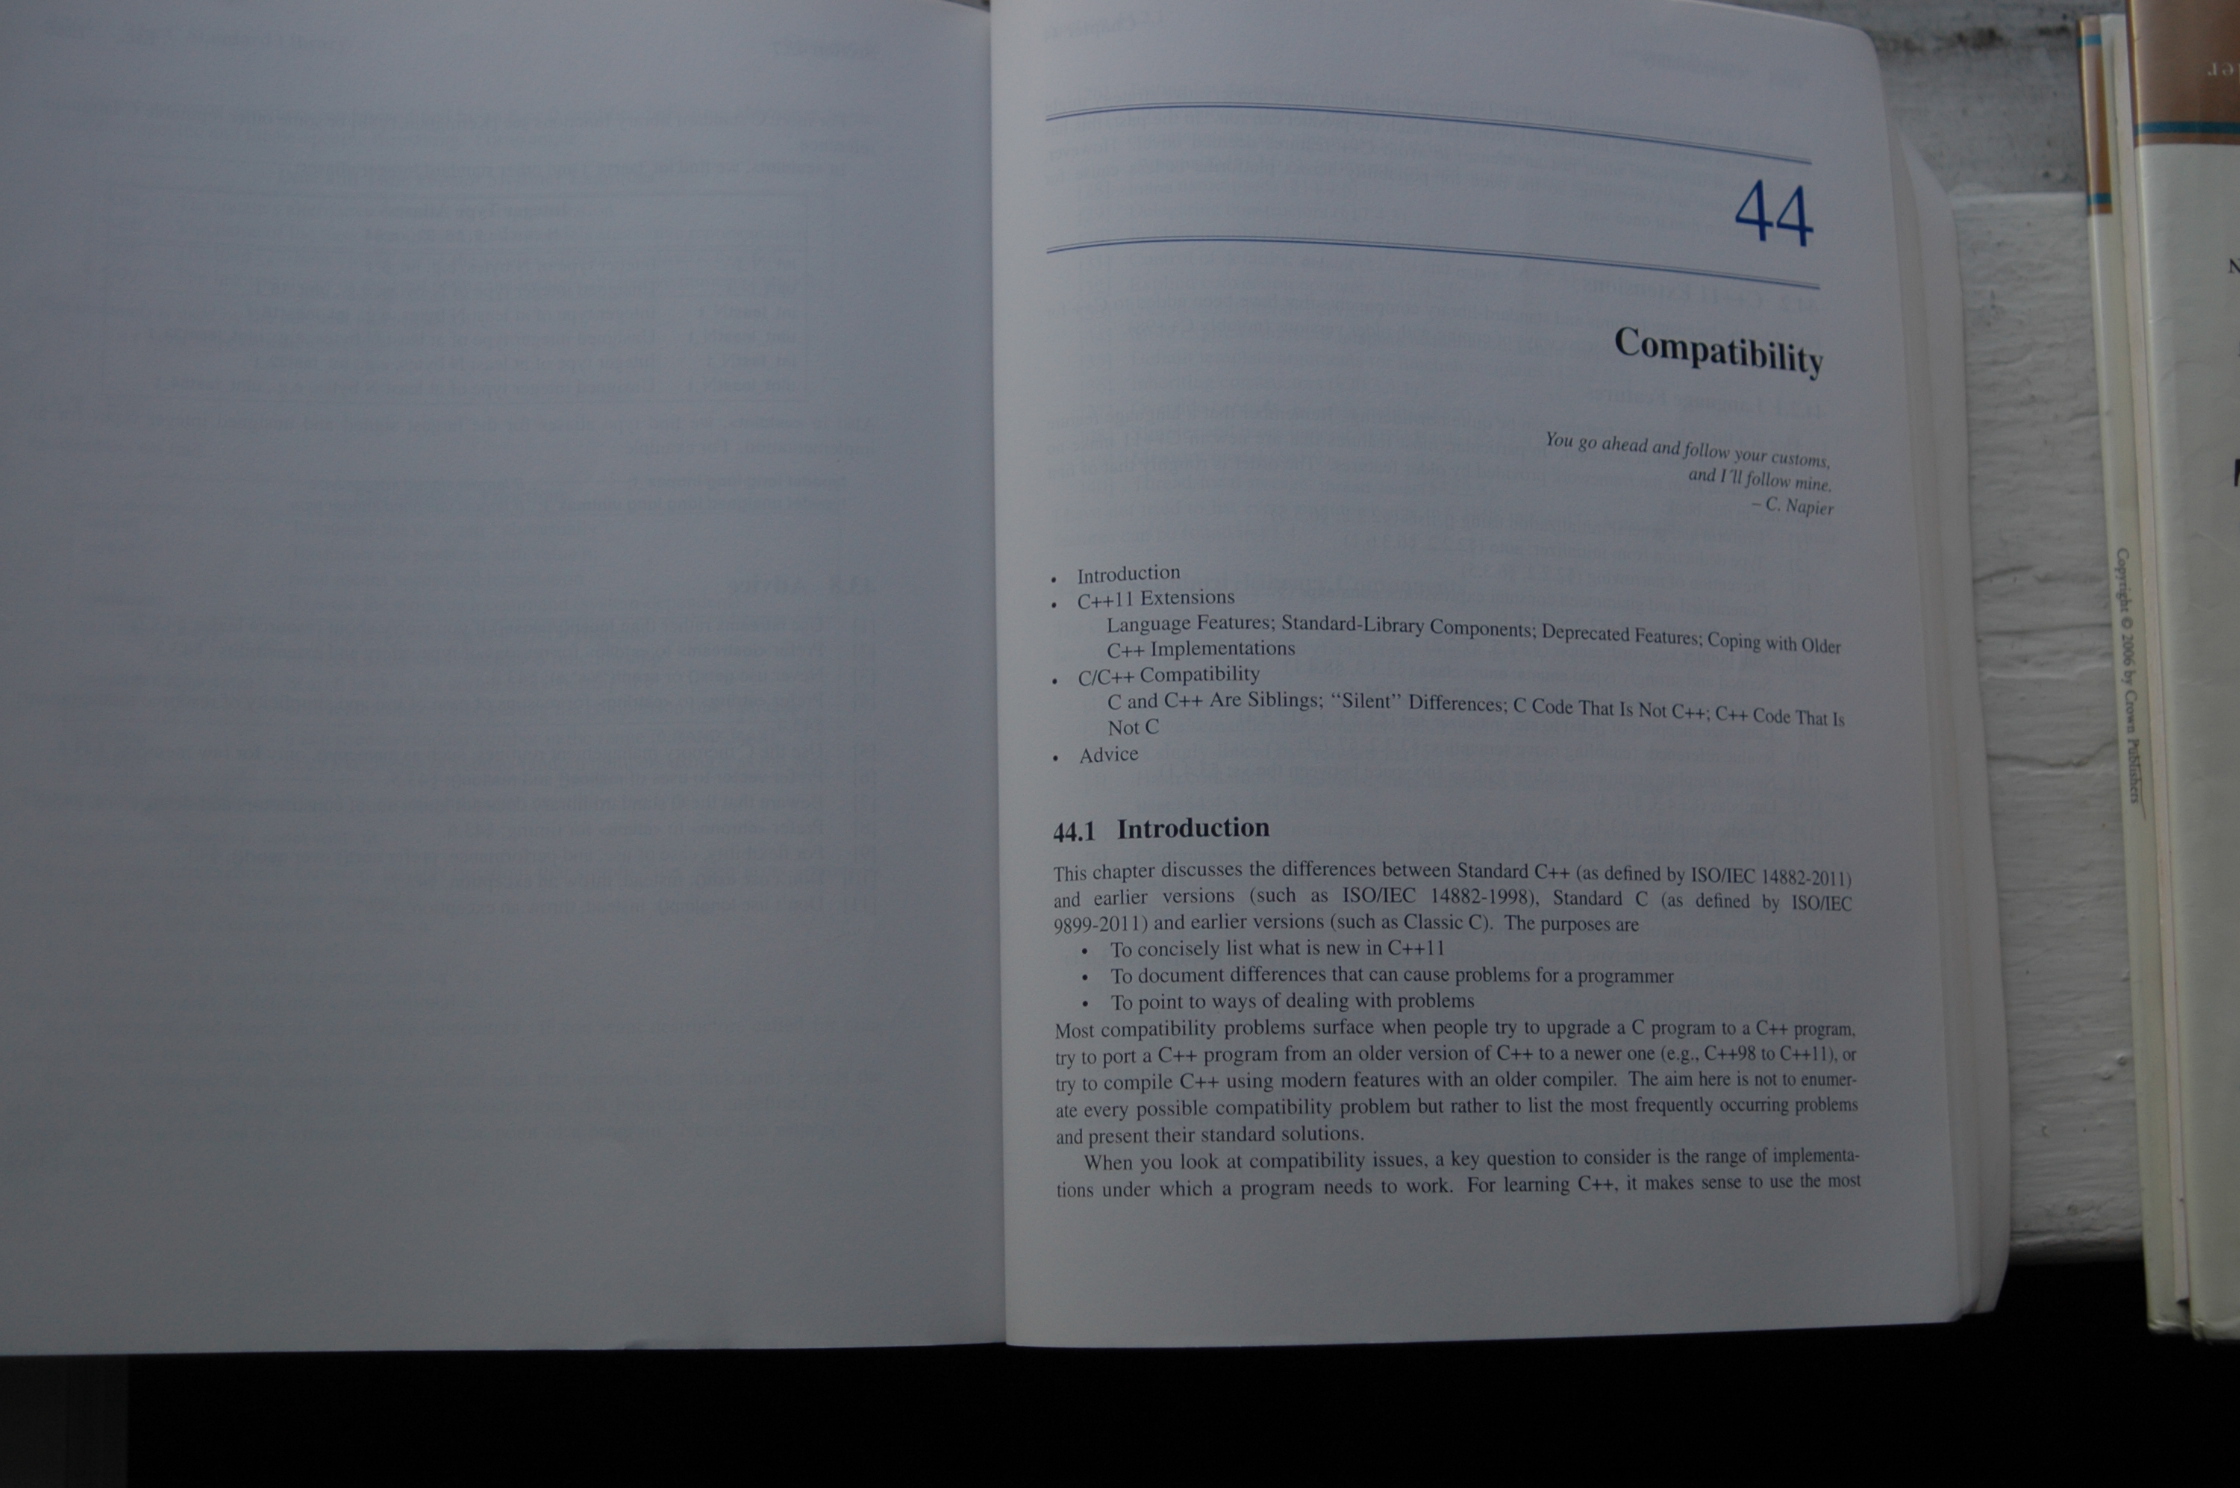 44
Compatibility
You go ahead and follow your customs,
and I'll follow mine.
– C. Napier
• Introduction
• C++11 Extensions
Language Features; Standard-Library Components; Deprecated Features; Coping with Older
C++ Implementations
• C/C++ Compatibility
C and C++ Are Siblings; “Silent” Differences; C Code That Is Not C++; C++ Code That Is
Not C
• Advice
44.1 Introduction
This chapter discusses the differences between Standard C++ (as defined by ISO/IEC 14882-2011)
and earlier versions (such as ISO/IEC 14882-1998), Standard C (as defined by ISO/IEC
9899-2011) and earlier versions (such as Classic C). The purposes are
• To concisely list what is new in C++11
• To document differences that can cause problems for a programmer
• To point to ways of dealing with problems
Most compatibility problems surface when people try to upgrade a C program to a C++ program,
try to port a C++ program from an older version of C++ to a newer one (e.g., C++98 to C++11), or
try to compile C++ using modern features with an older compiler. The aim here is not to enumer-
ate every possible compatibility problem but rather to list the most frequently occurring problems
and present their standard solutions.
When you look at compatibility issues, a key question to consider is the range of implementa-
tions under which a program needs to work. For learning C++, it makes sense to use the most
Copyright © 2006 by Crown Publishers